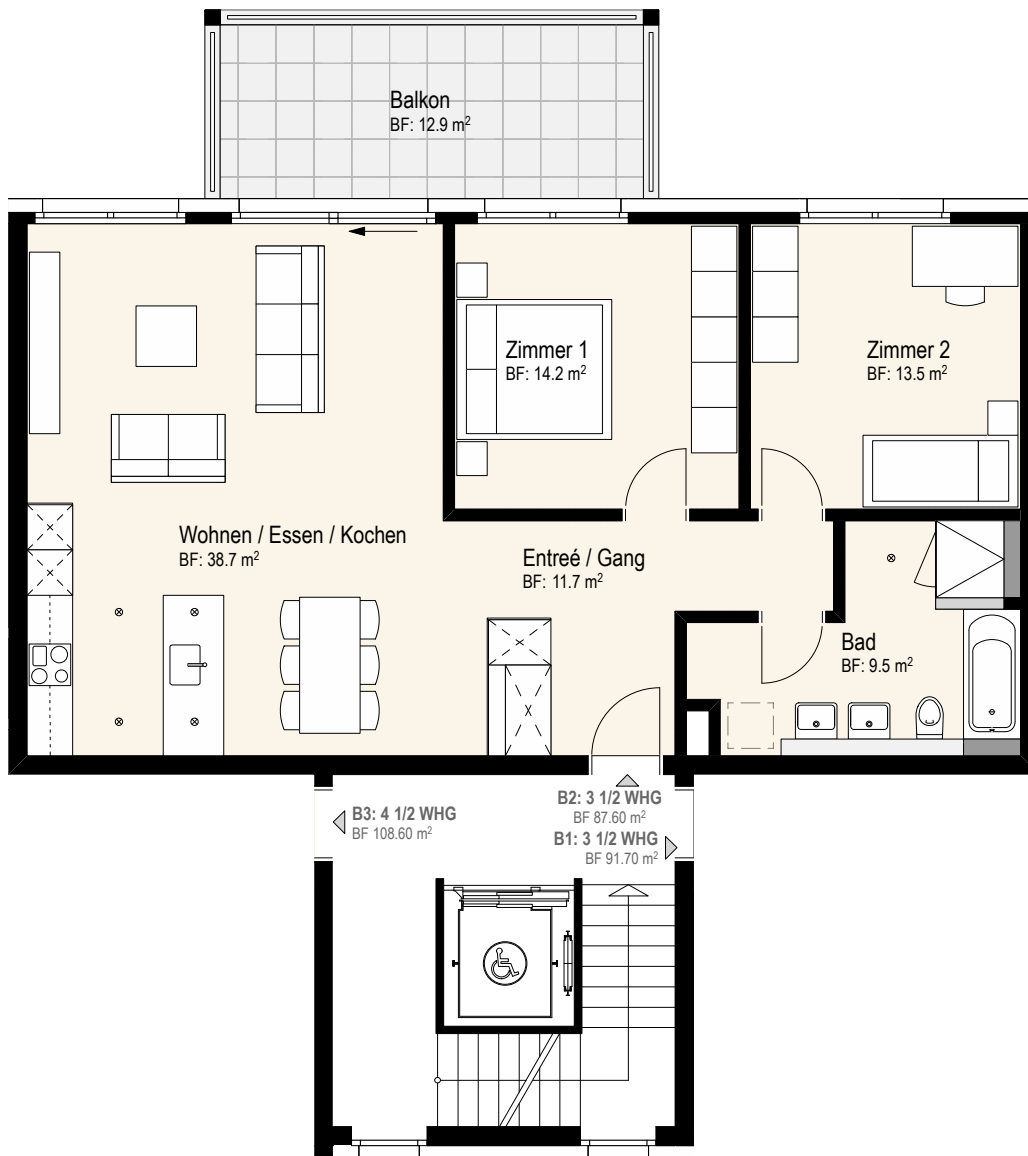 Balkon
BF: 12.9 m²
Zimmer 1
BF: 14.2 m²
Zimmer 2
BF: 13.5 m²
Wohnen / Essen / Kochen
BF: 38.7 m²
Entreé / Gang
BF: 11.7 m²
Bad
BF: 9.5 m²
B3: 4 1/2 WHG
BF 108.60 m²
B2: 3 1/2 WHG
BF 87.60 m²
B1: 3 1/2 WHG
BF 91.70 m²